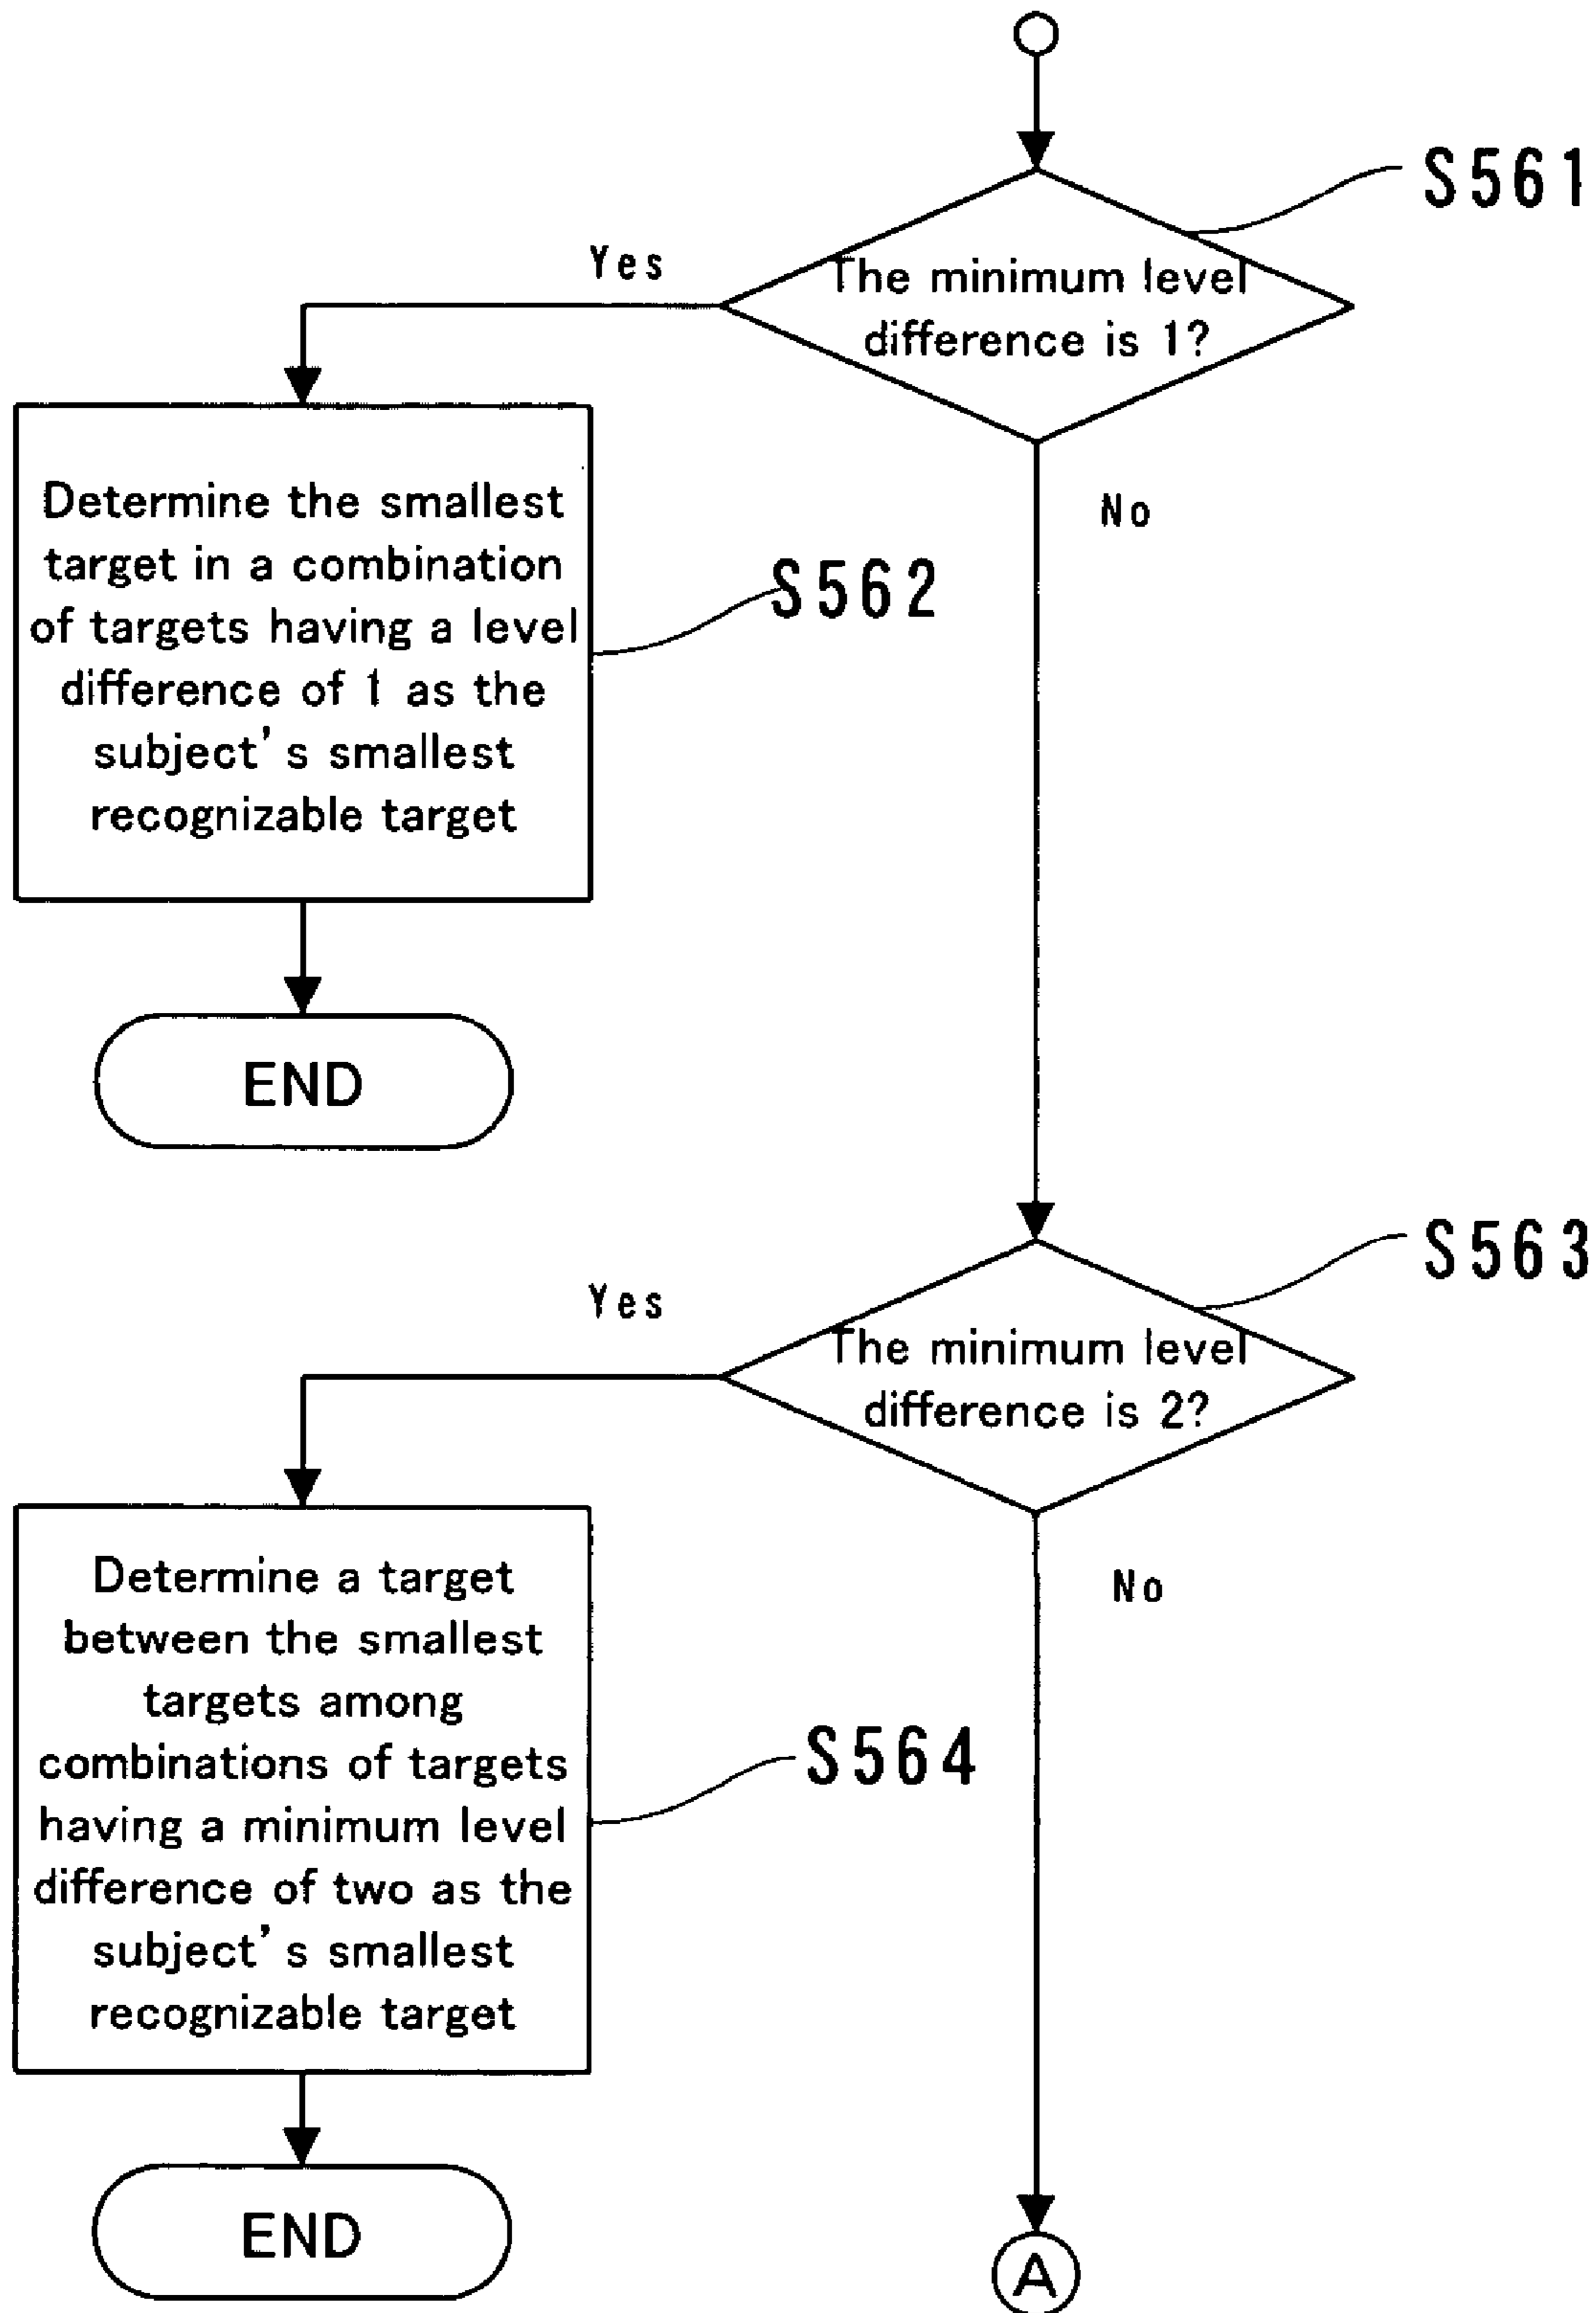 S561
Yes
The minimum level
difference is 1?
No
Determine the smallest
target in a combination
of targets having a level
difference of 1 as the
subject's smallest
recognizable target
S562
END
S563
Yes
The minimum level
difference is 2?
No
Determine a target
between the smallest
targets among
combinations of targets
having a minimum level
difference of two as the
subject's smallest
recognizable target
S564
END
A